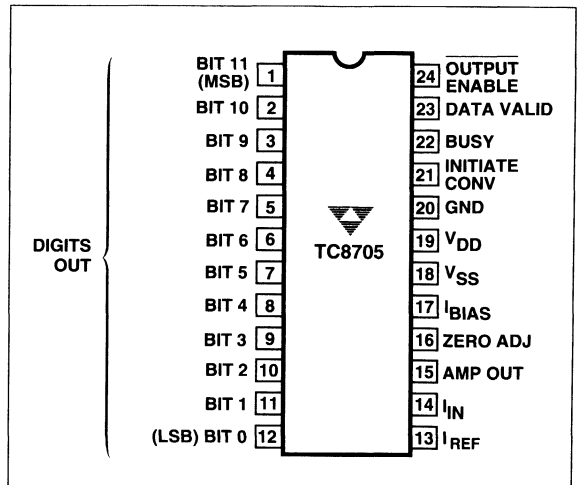 BIT 11
(MSB) 1
BIT 10 2
BIT 9 3
BIT 8 4
BIT 7 5
BIT 6 6
BIT 5 7
BIT 4 8
BIT 3 9
BIT 2 10
BIT 1 11
(LSB) BIT 0 12
DIGITS
OUT
TC8705
24 OUTPUT
ENABLE
23 DATA VALID
22 BUSY
21 INITIATE
CONV
20 GND
19 VDD
18 VSS
17 IBIAS
16 ZERO ADJ
15 AMP OUT
14 IIN
13 IREF